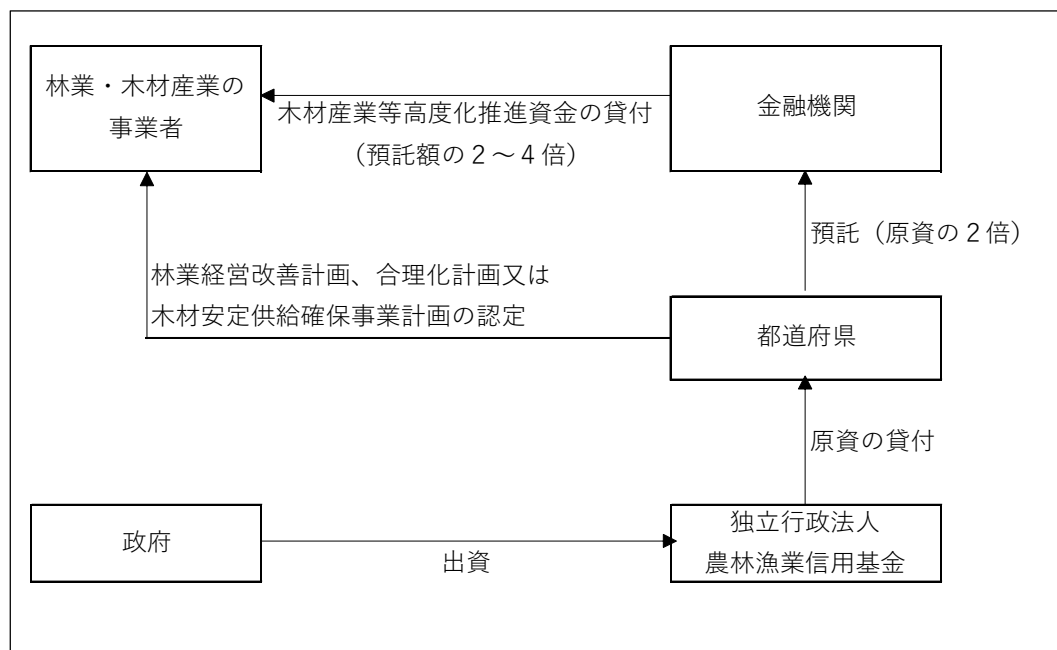 林業・木材産業の
事業者
木材産業等高度化推進資金の貸付
（預託額の２～４倍）
金融機関
預託（原資の２倍）
林業経営改善計画、合理化計画又は
木材安定供給確保事業計画の認定
都道府県
原資の貸付
政府
出資
独立行政法人
農林漁業信用基金